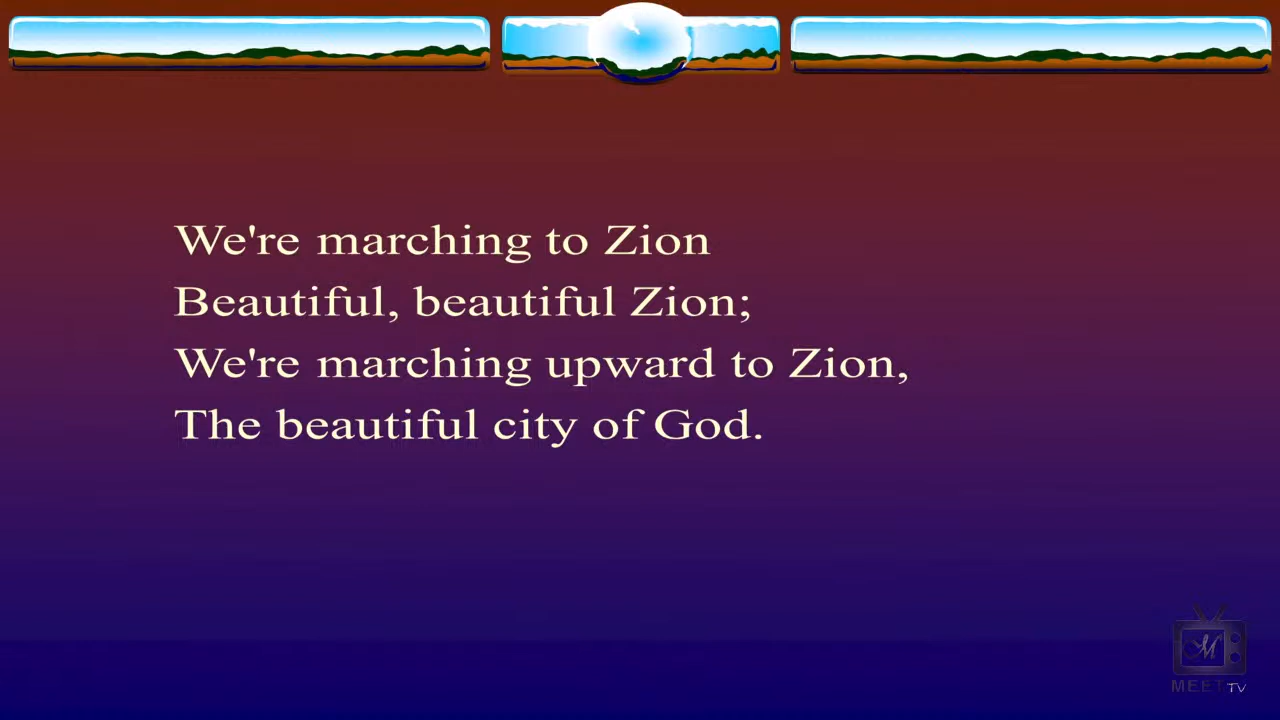 We're marching to Zion
Beautiful, beautiful Zion;
We're marching upward to Zion,
The beautiful city of God.
M
MEET TV